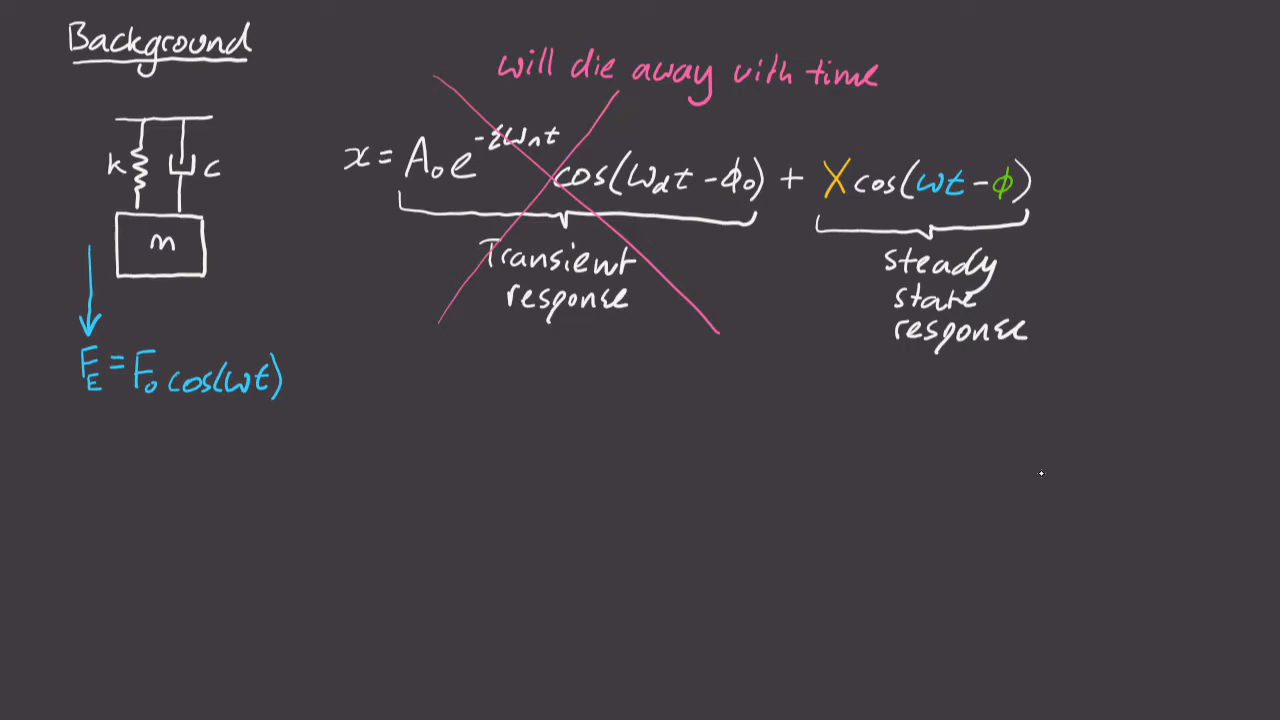 Background
will die away with time
x = A₀e^(-ζωₙt) cos(ω_d t - ϕ₀) + X cos(ωt - ϕ)
k
c
m
Transient
response
steady
state
response
F_E = F₀ cos(ωt)